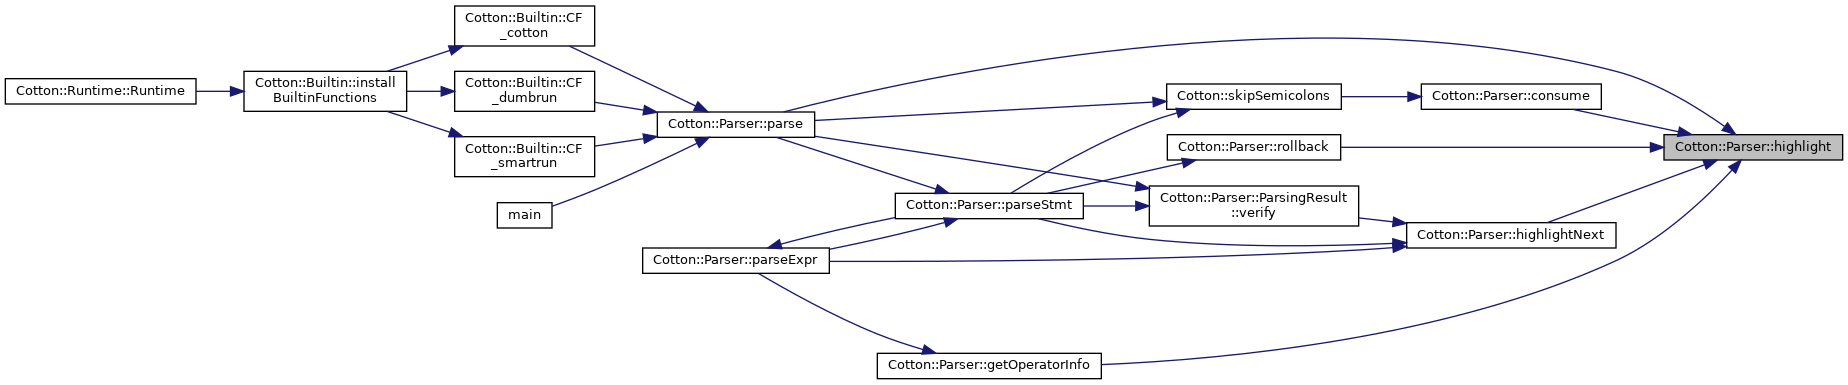 Cotton::Runtime::Runtime
Cotton::Builtin::install
BuiltinFunctions
Cotton::Builtin::CF
_cotton
Cotton::Builtin::CF
_dumbrun
Cotton::Builtin::CF
_smartrun
main
Cotton::Parser::parse
Cotton::Parser::parseExpr
Cotton::Parser::parseStmt
Cotton::Parser::getOperatorInfo
Cotton::skipSemicolons
Cotton::Parser::rollback
Cotton::Parser::ParsingResult
::verify
Cotton::Parser::consume
Cotton::Parser::highlightNext
Cotton::Parser::highlight